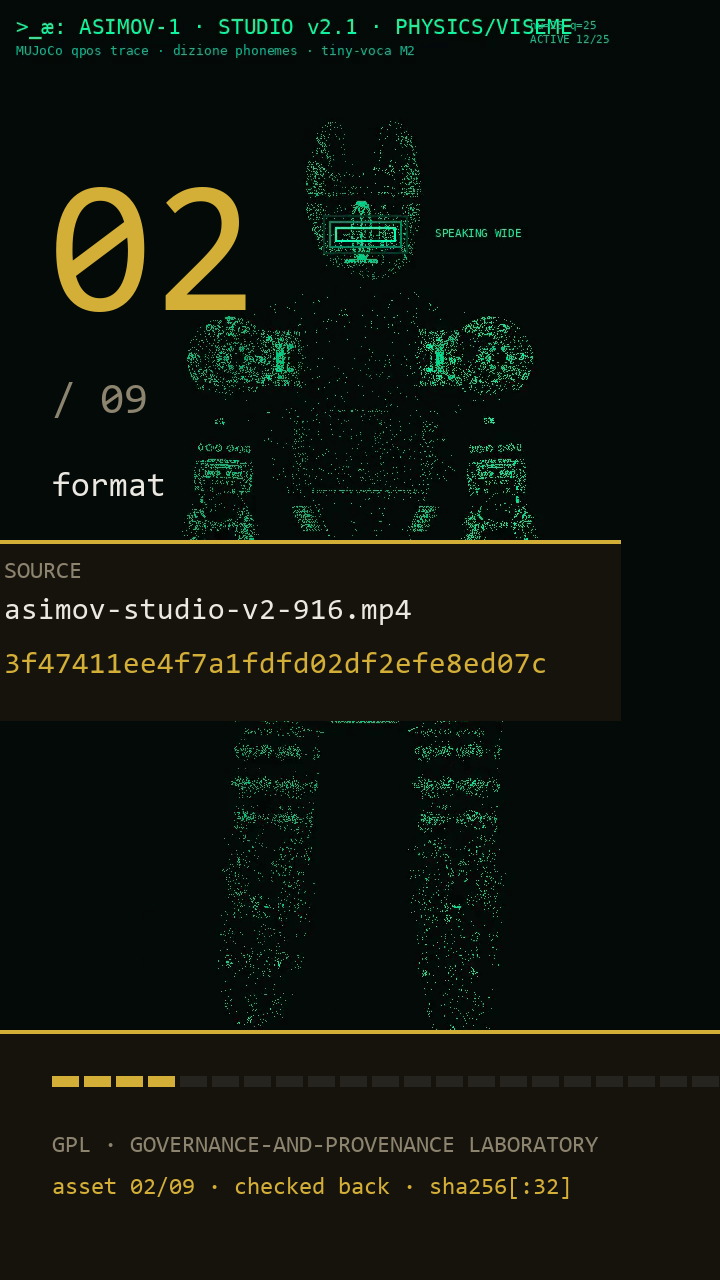 >_æ: ASIMOV-1 · STUDIO v2.1 · PHYSICS/VISEME
q=25
MUJoCo qpos trace · dizione phonemes · tiny-voca M2
ACTIVE 12/25
02
SPEAKING WIDE
/ 09
format
SOURCE
asimov-studio-v2-916.mp4
3f47411ee4f7a1fdfd02df2efe8ed07c
GPL · GOVERNANCE-AND-PROVENANCE LABORATORY
asset 02/09 · checked back · sha256[:32]